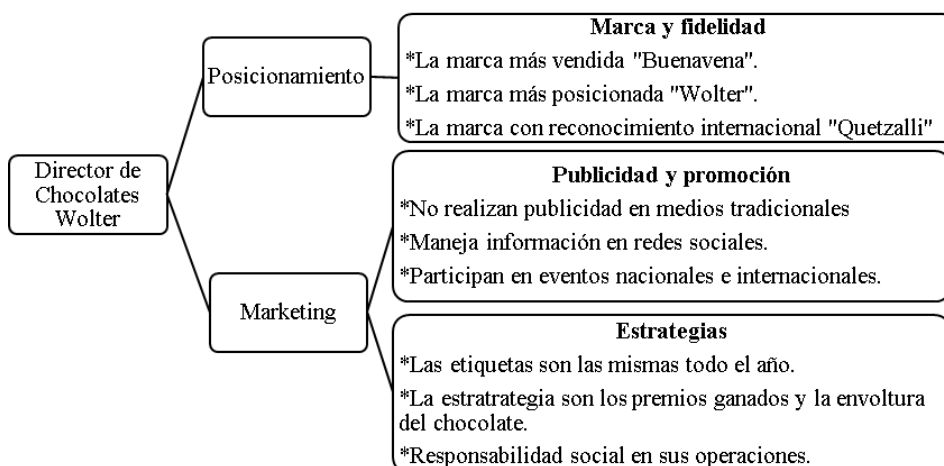 Director de
Chocolates
Wolter
Posicionamiento
Marca y fidelidad
*La marca más vendida "Buenavena".
*La marca más posicionada "Wolter".
*La marca con reconocimiento internacional "Quetzalli"
Marketing
Publicidad y promoción
*No realizan publicidad en medios tradicionales
*Maneja información en redes sociales.
*Participan en eventos nacionales e internacionales.
Estrategias
*Las etiquetas son las mismas todo el año.
*La estratrategia son los premios ganados y la envoltura
del chocolate.
*Responsabilidad social en sus operaciones.